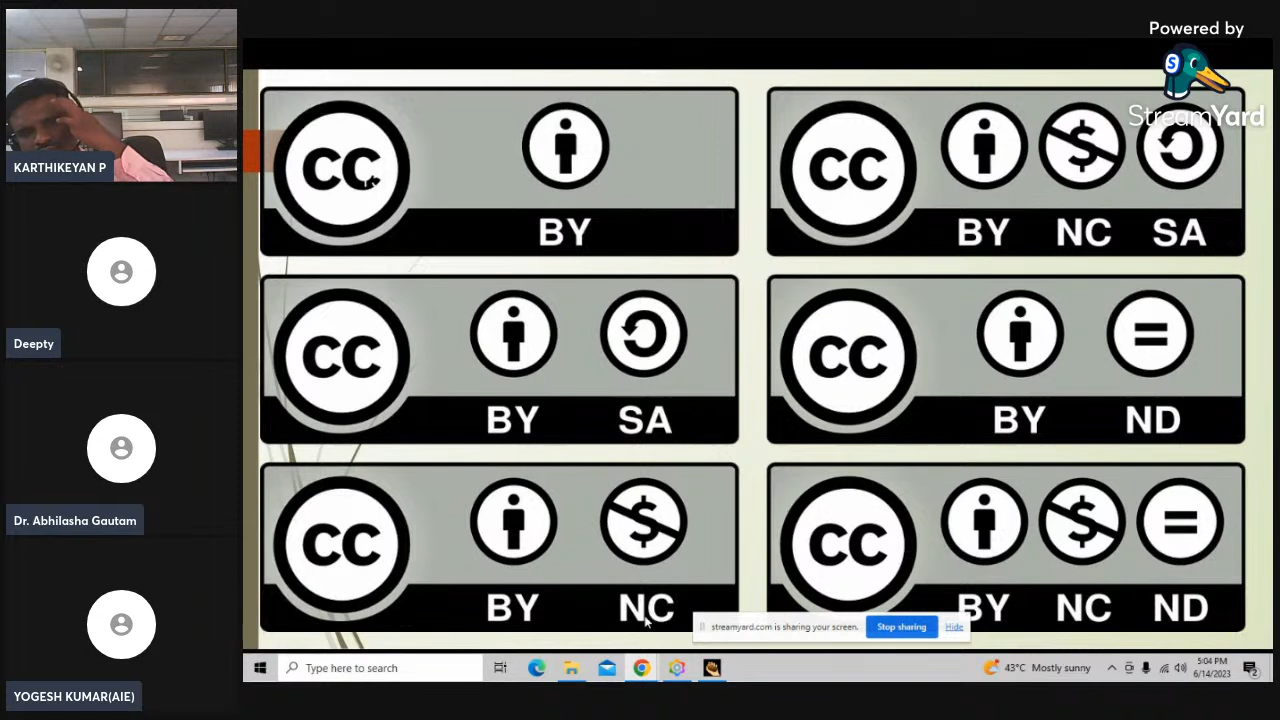 KARTHIKEYAN P
Deepty
Dr. Abhilasha Gautam
YOGESH KUMAR(AIE)
Powered by
S
StreamYard
CC
BY
CC
BY NC SA
CC
BY SA
CC
BY ND
CC
BY NC
CC
BY NC ND
streamyard.com is sharing your screen.
Stop sharing
Hide
Type here to search
43°C Mostly sunny
5:04 PM
6/14/2023
2